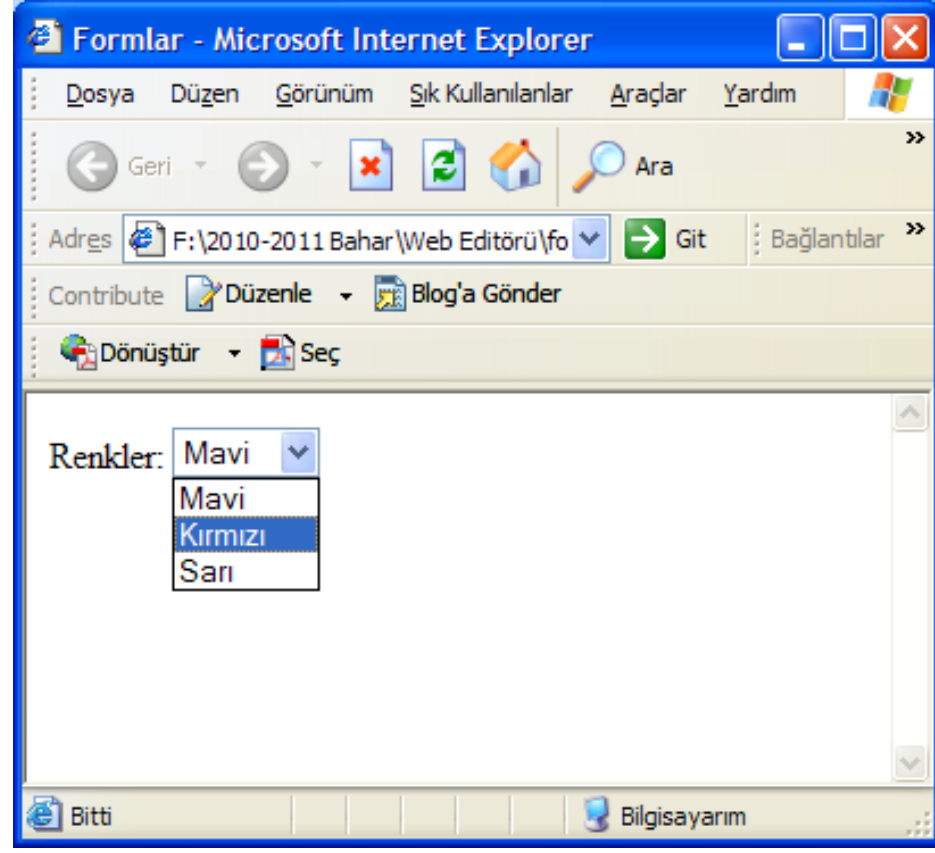 Formlar - Microsoft Internet Explorer
Dosya Düzen Görünüm Sık Kullanılanlar Araçlar Yardım
Geri Ara »
Adres F:\2010-2011 Bahar\Web Editörü\fo Git Bağlantılar »
Contribute Düzenle Blog'a Gönder
Dönüştür Seç
Renkler: Mavi
Mavi
Kırmızı
Sarı
Bitti Bilgisayarım